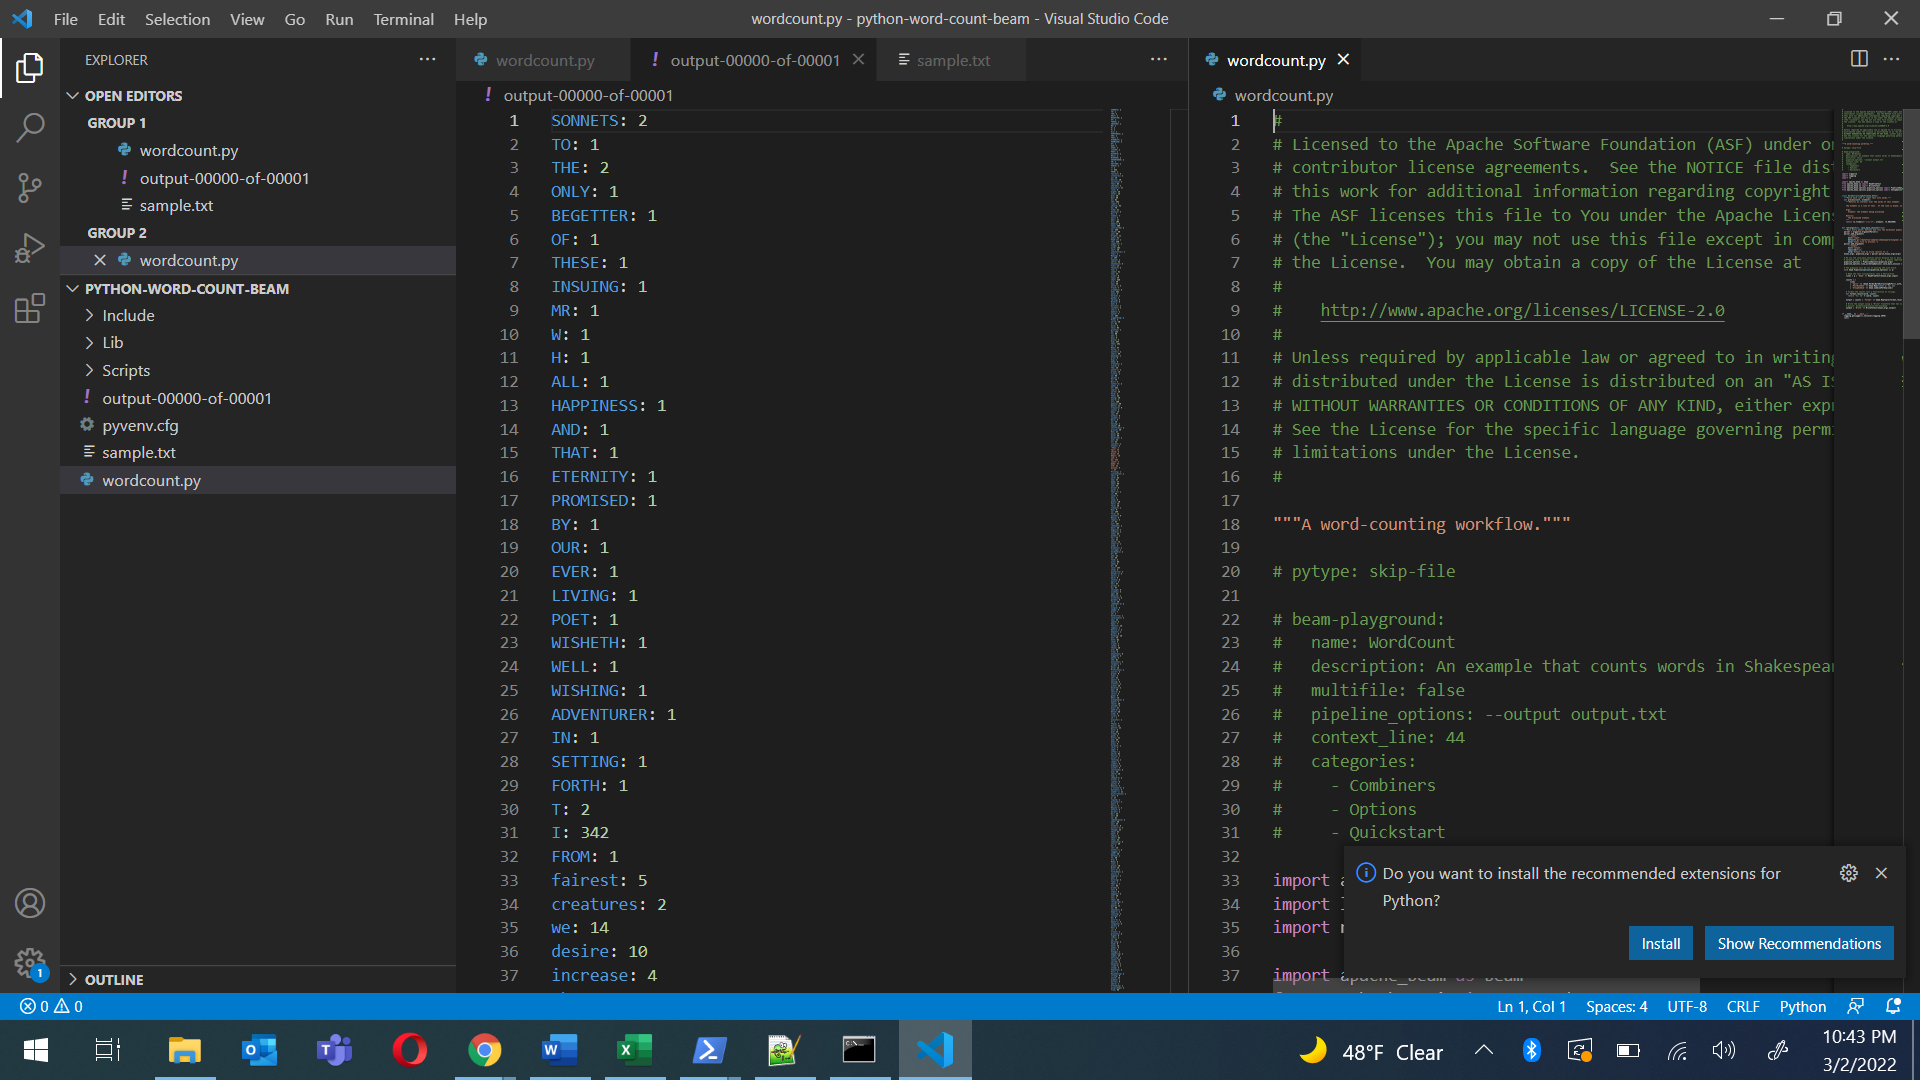 File Edit Selection View Go Run Terminal Help
wordcount.py - python-word-count-beam - Visual Studio Code
EXPLORER
OPEN EDITORS
GROUP 1
wordcount.py
! output-00000-of-00001
sample.txt
GROUP 2
wordcount.py
PYTHON-WORD-COUNT-BEAM
Include
Lib
Scripts
! output-00000-of-00001
pyvenv.cfg
sample.txt
wordcount.py
OUTLINE
wordcount.py ! output-00000-of-00001 sample.txt
! output-00000-of-00001
1 SONNETS: 2
2 TO: 1
3 THE: 2
4 ONLY: 1
5 BEGETTER: 1
6 OF: 1
7 THESE: 1
8 INSUING: 1
9 MR: 1
10 W: 1
11 H: 1
12 ALL: 1
13 HAPPINESS: 1
14 AND: 1
15 THAT: 1
16 ETERNITY: 1
17 PROMISED: 1
18 BY: 1
19 OUR: 1
20 EVER: 1
21 LIVING: 1
22 POET: 1
23 WISHETH: 1
24 WELL: 1
25 WISHING: 1
26 ADVENTURER: 1
27 IN: 1
28 SETTING: 1
29 FORTH: 1
30 T: 2
31 I: 342
32 FROM: 1
33 fairest: 5
34 creatures: 2
35 we: 14
36 desire: 10
37 increase: 4
wordcount.py
wordcount.py
1 #
2 # Licensed to the Apache Software Foundation (ASF) under o
3 # contributor license agreements.  See the NOTICE file dis
4 # this work for additional information regarding copyright
5 # The ASF licenses this file to You under the Apache Licen
6 # (the "License"); you may not use this file except in com
7 # the License.  You may obtain a copy of the License at
8 #
9 #    http://www.apache.org/licenses/LICENSE-2.0
10 #
11 # Unless required by applicable law or agreed to in writing
12 # distributed under the License is distributed on an "AS IS
13 # WITHOUT WARRANTIES OR CONDITIONS OF ANY KIND, either exp
14 # See the License for the specific language governing perm
15 # limitations under the License.
16 #
17
18 """A word-counting workflow."""
19
20 # pytype: skip-file
21
22 # beam-playground:
23 #   name: WordCount
24 #   description: An example that counts words in Shakespea
25 #   multifile: false
26 #   pipeline_options: --output output.txt
27 #   context_line: 44
28 #   categories:
29 #     - Combiners
30 #     - Options
31 #     - Quickstart
32
33 import a
34 import
35 import
36
37 import apache_beam as beam
Do you want to install the recommended extensions for
Python?
Install Show Recommendations
1
0 0
Ln 1, Col 1 Spaces: 4 UTF-8 CRLF Python
48°F Clear
10:43 PM
3/2/2022